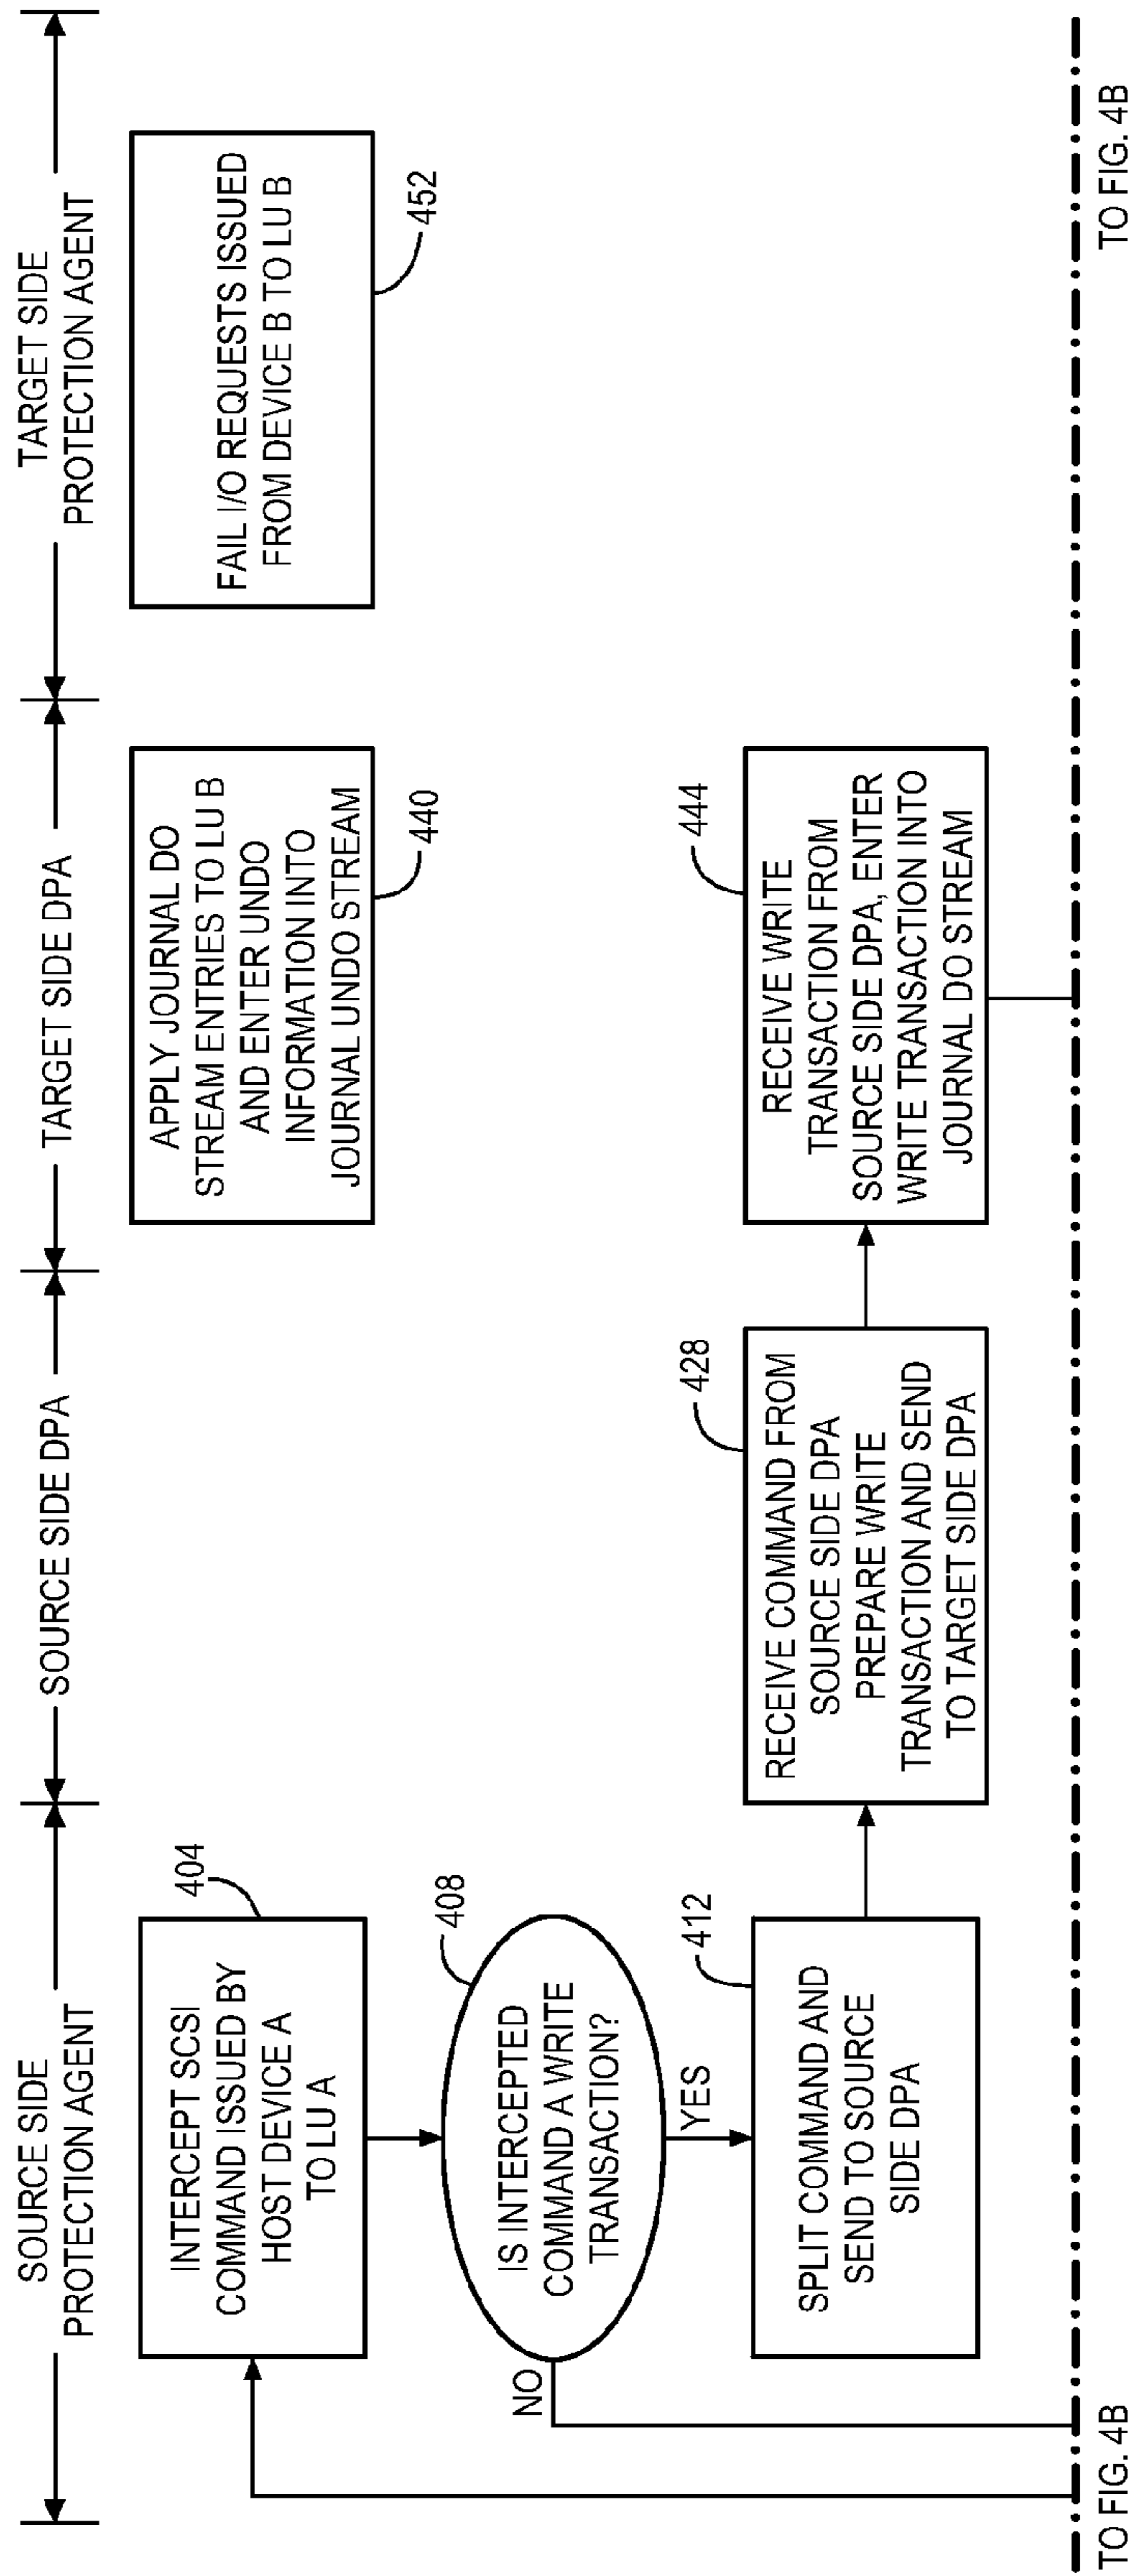 SOURCE SIDE
PROTECTION AGENT
SOURCE SIDE DPA
TARGET SIDE DPA
TARGET SIDE
PROTECTION AGENT
INTERCEPT SCSI
COMMAND ISSUED BY
HOST DEVICE A
TO LU A
404
APPLY JOURNAL DO
STREAM ENTRIES TO LU B
AND ENTER UNDO
INFORMATION INTO
JOURNAL UNDO STREAM
440
FAIL I/O REQUESTS ISSUED
FROM DEVICE B TO LU B
452
IS INTERCEPTED
COMMAND A WRITE
TRANSACTION?
408
NO
YES
SPLIT COMMAND AND
SEND TO SOURCE
SIDE DPA
412
RECEIVE COMMAND FROM
SOURCE SIDE DPA
PREPARE WRITE
TRANSACTION AND SEND
TO TARGET SIDE DPA
428
RECEIVE WRITE
TRANSACTION FROM
SOURCE SIDE DPA, ENTER
WRITE TRANSACTION INTO
JOURNAL DO STREAM
444
TO FIG. 4B
TO FIG. 4B